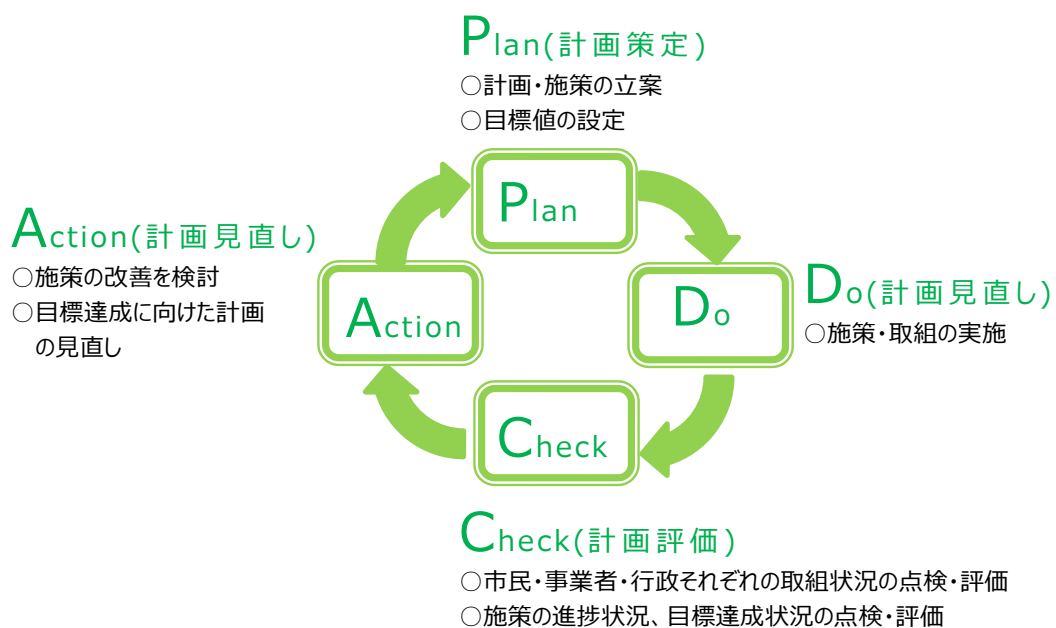 Plan(計画策定)
○計画・施策の立案
○目標値の設定
Plan
Action(計画見直し)
○施策の改善を検討
○目標達成に向けた計画
の見直し
Action
Do
Do(計画見直し)
○施策・取組の実施
Check
Check(計画評価)
○市民・事業者・行政それぞれの取組状況の点検・評価
○施策の進捗状況、目標達成状況の点検・評価